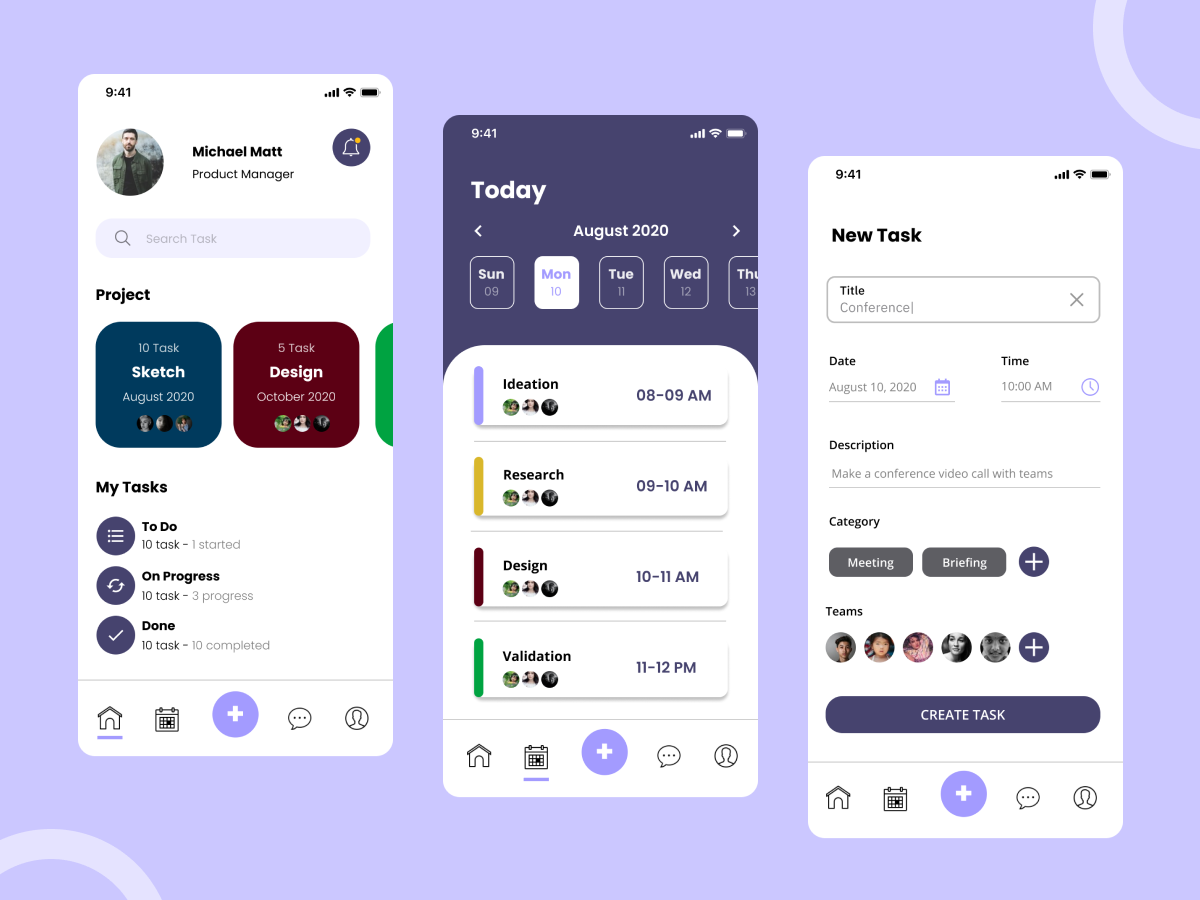 9:41
Michael Matt
Product Manager
Search Task
Project
10 Task
Sketch
August 2020
5 Task
Design
October 2020
My Tasks
To Do
10 task - 1 started
On Progress
10 task - 3 progress
Done
10 task - 10 completed
9:41
Today
August 2020
Sun Mon Tue Wed Thu
09 10 11 12 13
Ideation
08-09 AM
Research
09-10 AM
Design
10-11 AM
Validation
11-12 PM
9:41
New Task
Title
Conference|
Date Time
August 10, 2020 10:00 AM
Description
Make a conference video call with teams
Category
Meeting Briefing
Teams
CREATE TASK